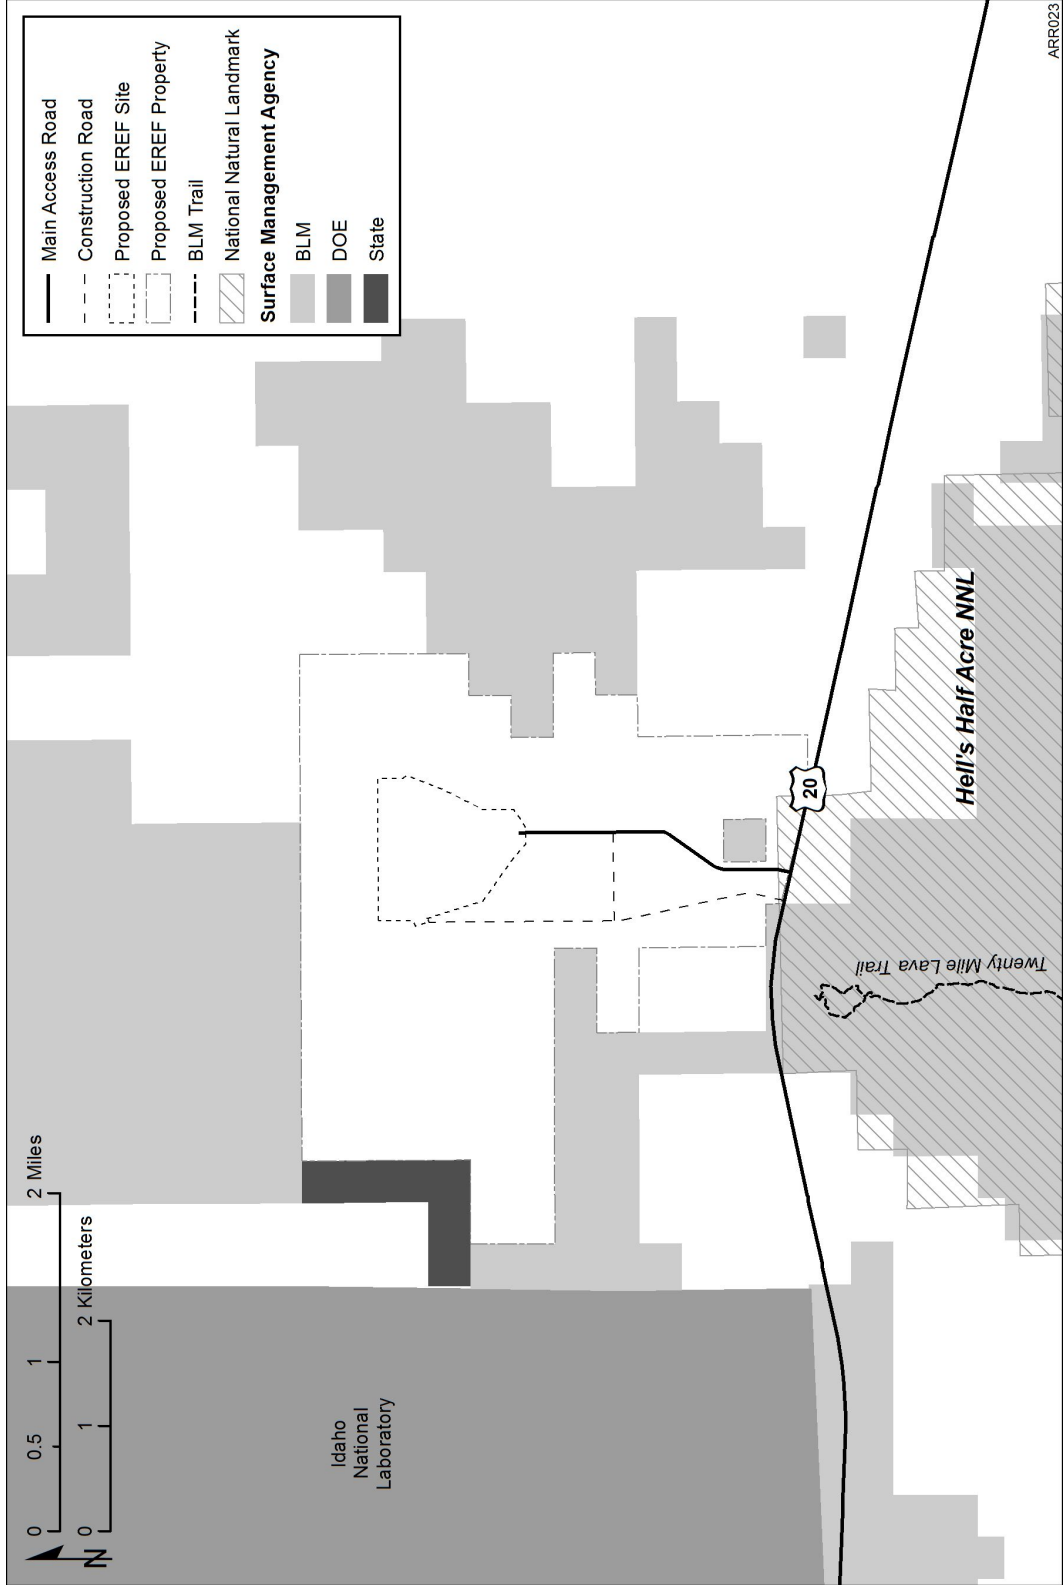 N
0 0.5 1 2 Miles
0 1 2 Kilometers
Main Access Road
Construction Road
Proposed EREF Site
Proposed EREF Property
BLM Trail
National Natural Landmark
Surface Management Agency
BLM
DOE
State
Idaho
National
Laboratory
20
Hell's Half Acre NNL
Twenty Mile Lava Trail
ARR023